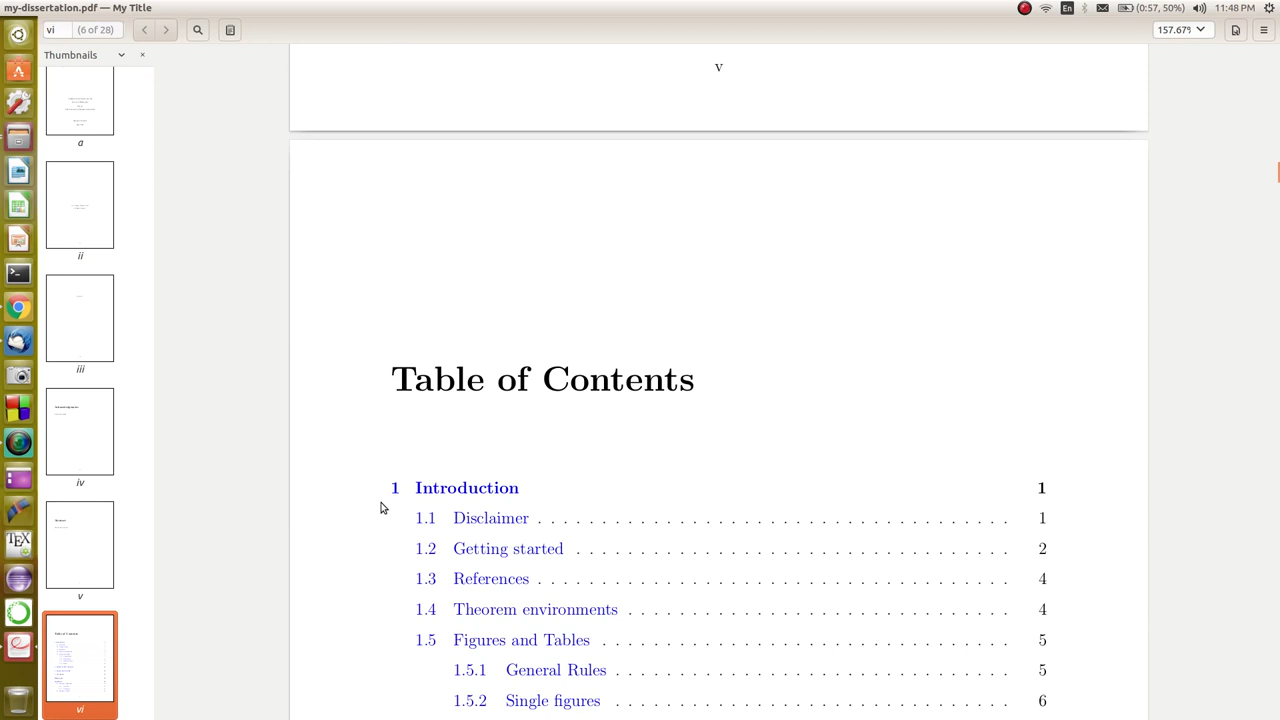 my-dissertation.pdf — My Title
En
(0:57, 50%)
11:48 PM
vi
(6 of 28)
157.67%
Thumbnails
a
ii
iii
iv
v
vi
v
Table of Contents
1 Introduction 1
1.1 Disclaimer . . . . . . . . . . . . . . . . . . . . . . . . . . . . . . . . . . . . . 1
1.2 Getting started . . . . . . . . . . . . . . . . . . . . . . . . . . . . . . . . . . 2
1.3 References . . . . . . . . . . . . . . . . . . . . . . . . . . . . . . . . . . . . . 4
1.4 Theorem environments . . . . . . . . . . . . . . . . . . . . . . . . . . . . . . 4
1.5 Figures and Tables . . . . . . . . . . . . . . . . . . . . . . . . . . . . . . . . 5
1.5.1 General Rules . . . . . . . . . . . . . . . . . . . . . . . . . . . . . . . 5
1.5.2 Single figures . . . . . . . . . . . . . . . . . . . . . . . . . . . . . . . 6